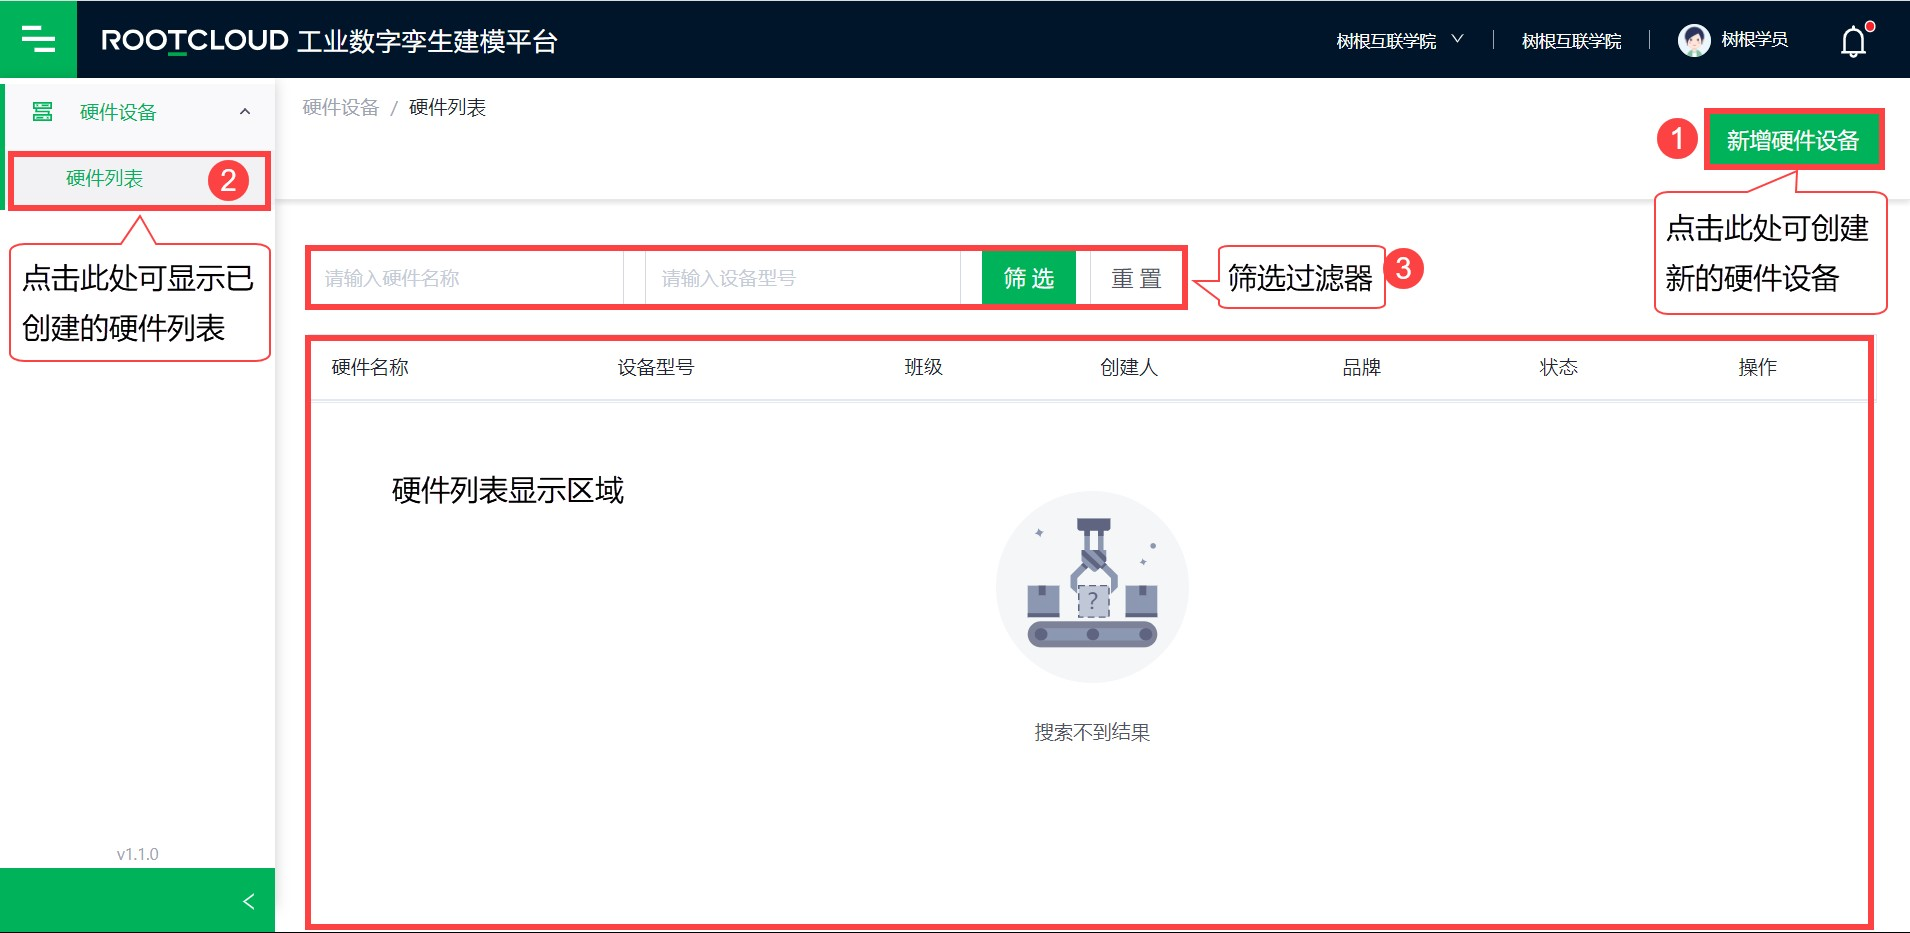 ROOTCLOUD 工业数字孪生建模平台
树根互联学院
树根互联学院
树根学员
硬件设备
硬件列表
2
点击此处可显示已
创建的硬件列表
v1.1.0
硬件设备 / 硬件列表
1
新增硬件设备
点击此处可创建
新的硬件设备
请输入硬件名称
请输入设备型号
筛 选
重 置
筛选过滤器
3
硬件名称
设备型号
班级
创建人
品牌
状态
操作
硬件列表显示区域
?
搜索不到结果